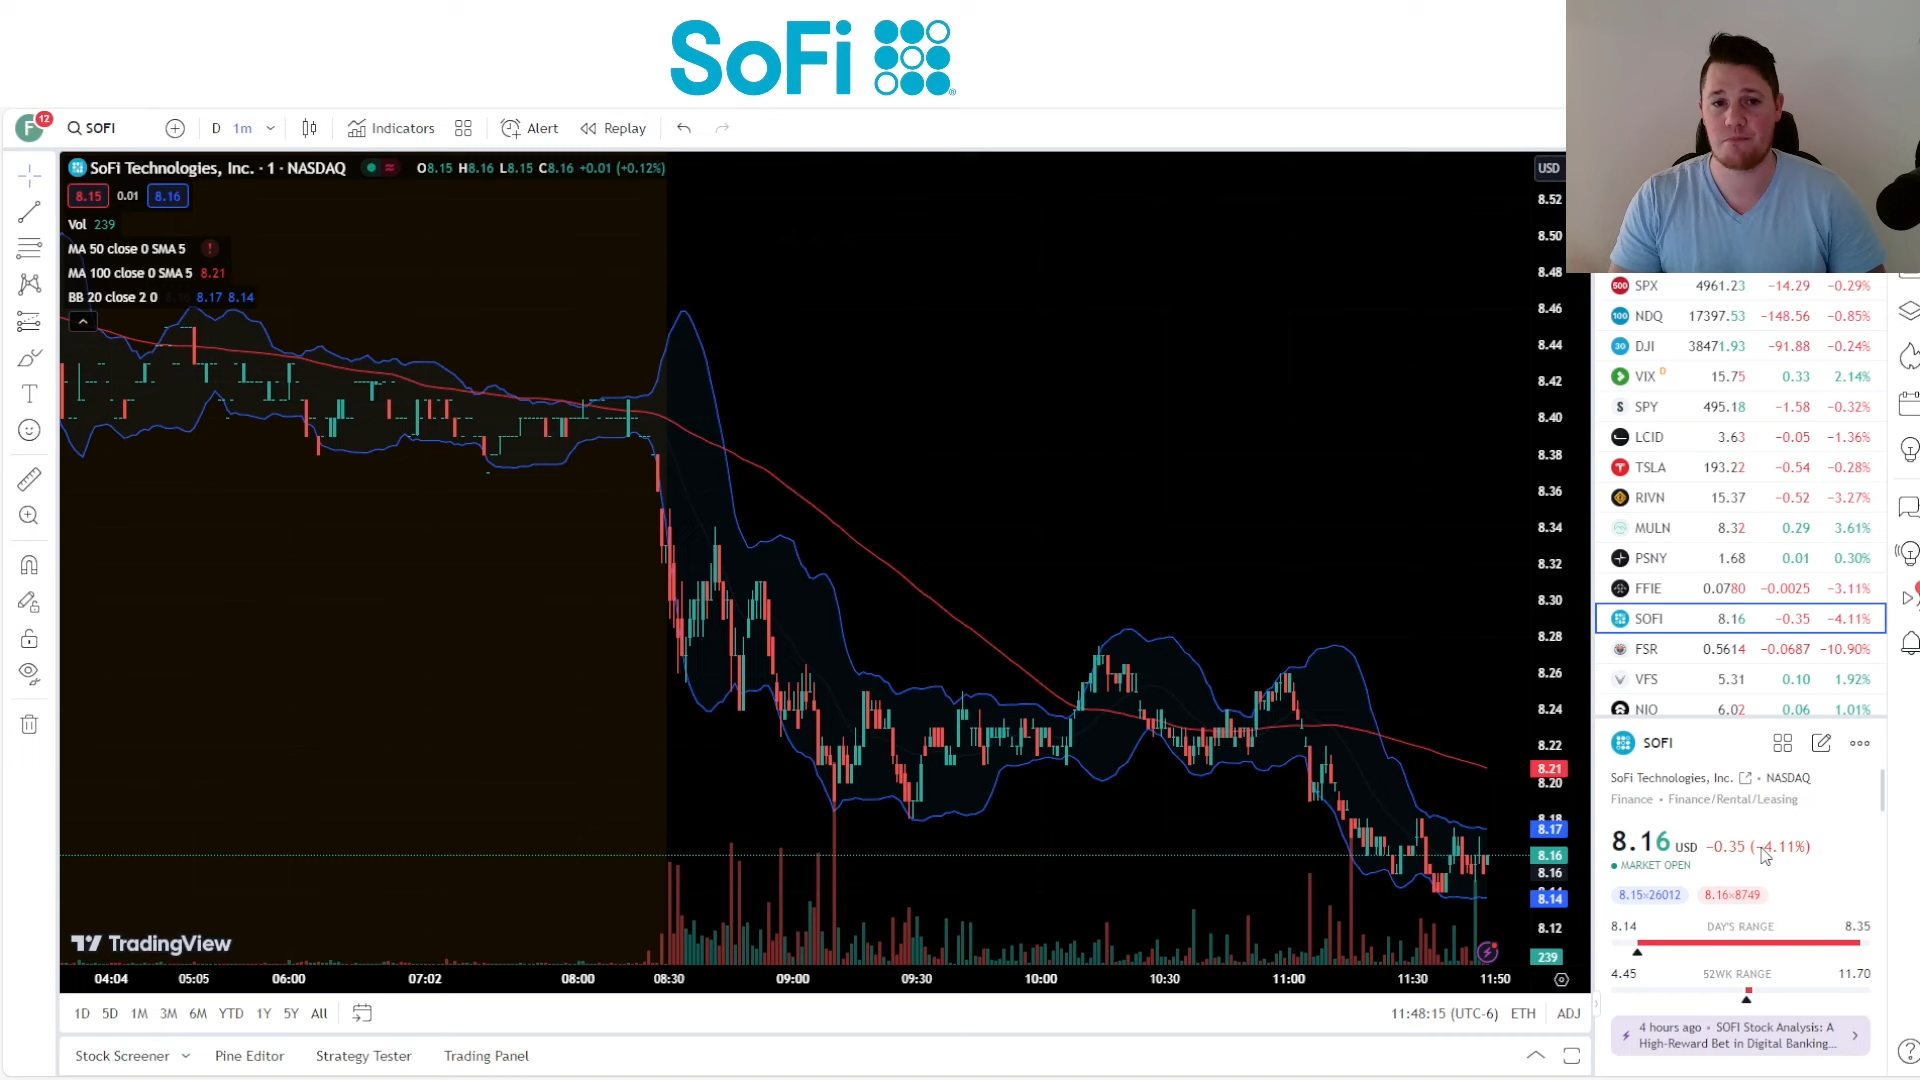 SoFi
F 12 SOFI D 1m Indicators Alert Replay
SoFi Technologies, Inc. · 1 · NASDAQ O8.15 H8.16 L8.15 C8.16 +0.01 (+0.12%) USD
8.15 0.01 8.16
Vol 239
MA 50 close 0 SMA 5
MA 100 close 0 SMA 5 8.21
BB 20 close 2 0 8.16 8.17 8.14
8.52
8.50
8.48
8.46
8.44
8.42
8.40
8.38
8.36
8.34
8.32
8.30
8.28
8.26
8.24
8.22
8.21
8.20
8.18
8.17
8.16
8.16
8.14
8.12
239
TradingView
04:04 05:05 06:00 07:02 08:00 08:30 09:00 09:30 10:00 10:30 11:00 11:30 11:50
1D 5D 1M 3M 6M YTD 1Y 5Y All 11:48:15 (UTC-6) ETH ADJ
Stock Screener Pine Editor Strategy Tester Trading Panel
500 SPX 4961.23 −14.29 −0.29%
100 NDQ 17397.53 −148.56 −0.85%
30 DJI 38471.93 −91.88 −0.24%
VIX D 15.75 0.33 2.14%
S SPY 495.18 −1.58 −0.32%
LCID 3.63 −0.05 −1.36%
TSLA 193.22 −0.54 −0.28%
RIVN 15.37 −0.52 −3.27%
MULN 8.32 0.29 3.61%
PSNY 1.68 0.01 0.30%
FFIE 0.0780 −0.0025 −3.11%
SOFI 8.16 −0.35 −4.11%
FSR 0.5614 −0.0687 −10.90%
VFS 5.31 0.10 1.92%
NIO 6.02 0.06 1.01%
SOFI
SoFi Technologies, Inc. • NASDAQ
Finance • Finance/Rental/Leasing
8.16 USD −0.35 (−4.11%)
MARKET OPEN
8.15×26012 8.16×8749
8.14 DAY'S RANGE 8.35
4.45 52WK RANGE 11.70
4 hours ago • SOFI Stock Analysis: A
High-Reward Bet in Digital Banking...